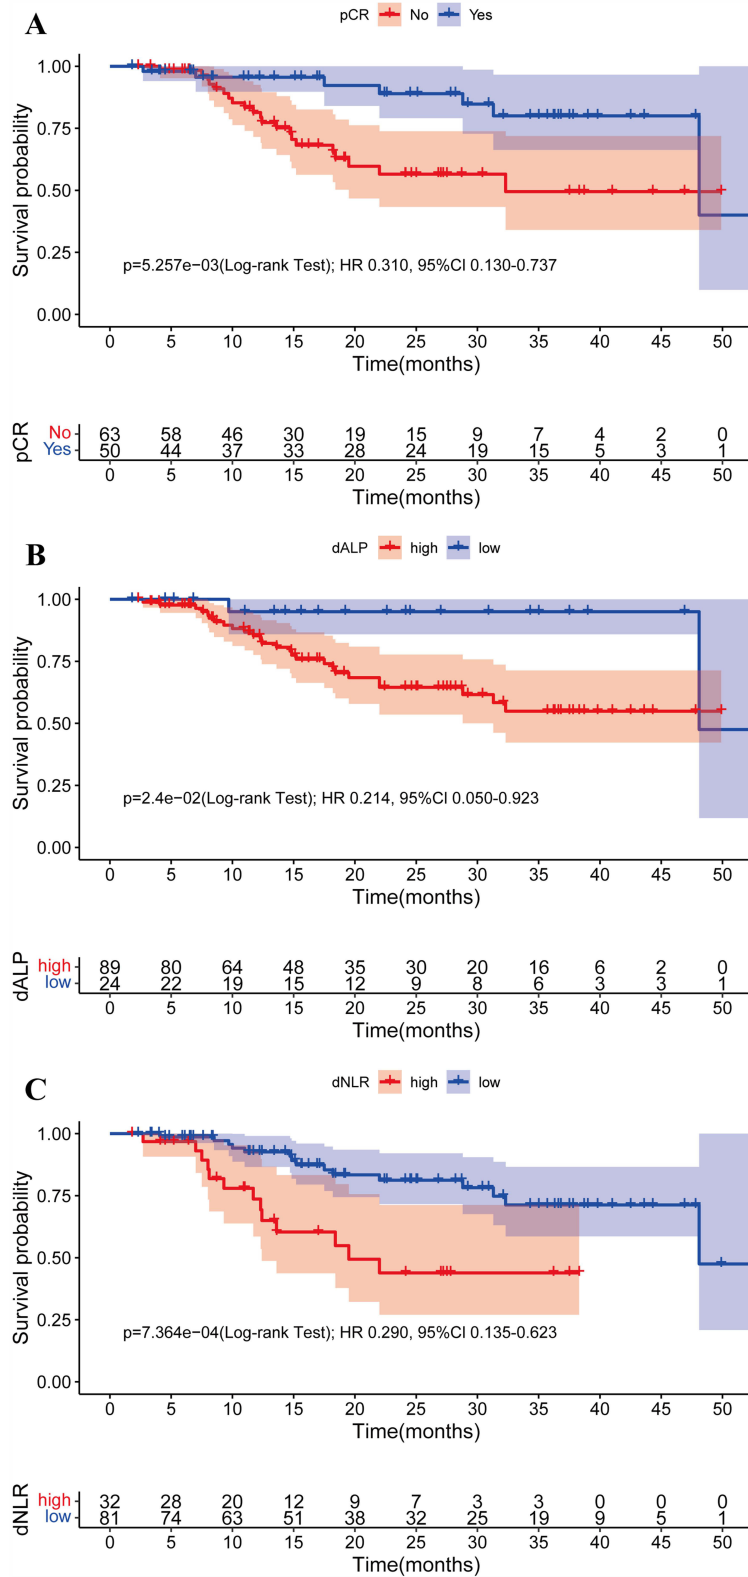 A
pCR No Yes
1.00
0.75
0.50
0.25
0.00
Survival probability
p=5.257e−03(Log-rank Test); HR 0.310, 95%CI 0.130-0.737
0 5 10 15 20 25 30 35 40 45 50
Time(months)
pCR
No 63 58 46 30 19 15 9 7 4 2 0
Yes 50 44 37 33 28 24 19 15 5 3 1
0 5 10 15 20 25 30 35 40 45 50
Time(months)
B
dALP high low
1.00
0.75
0.50
0.25
0.00
Survival probability
p=2.4e−02(Log-rank Test); HR 0.214, 95%CI 0.050-0.923
0 5 10 15 20 25 30 35 40 45 50
Time(months)
dALP
high 89 80 64 48 35 30 20 16 6 2 0
low 24 22 19 15 12 9 8 6 3 3 1
0 5 10 15 20 25 30 35 40 45 50
Time(months)
C
dNLR high low
1.00
0.75
0.50
0.25
0.00
Survival probability
p=7.364e−04(Log-rank Test); HR 0.290, 95%CI 0.135-0.623
0 5 10 15 20 25 30 35 40 45 50
Time(months)
dNLR
high 32 28 20 12 9 7 3 3 0 0 0
low 81 74 63 51 38 32 25 19 9 5 1
0 5 10 15 20 25 30 35 40 45 50
Time(months)